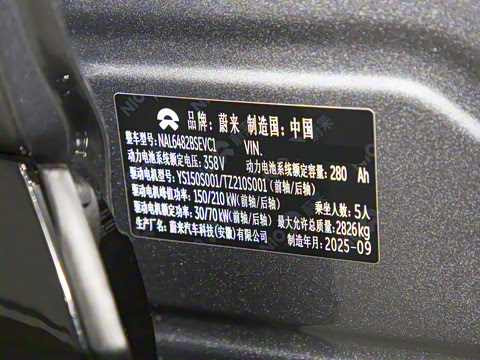 品牌: 蔚来 制造国: 中国
整车型号: NAL6482BSEVC1 VIN.
动力电池系统额定电压: 358V 动力电池系统额定容量: 280 Ah
驱动电机型号: YS150S001/TZ210S001 (前轴/后轴)
驱动电机峰值功率: 150/210 kW(前轴/后轴) 乘坐人数: 5人
驱动电机额定功率: 30/70 kW(前轴/后轴) 最大允许总质量: 2826kg
生产厂名: 蔚来汽车科技(安徽)有限公司 制造年月: 2025-09